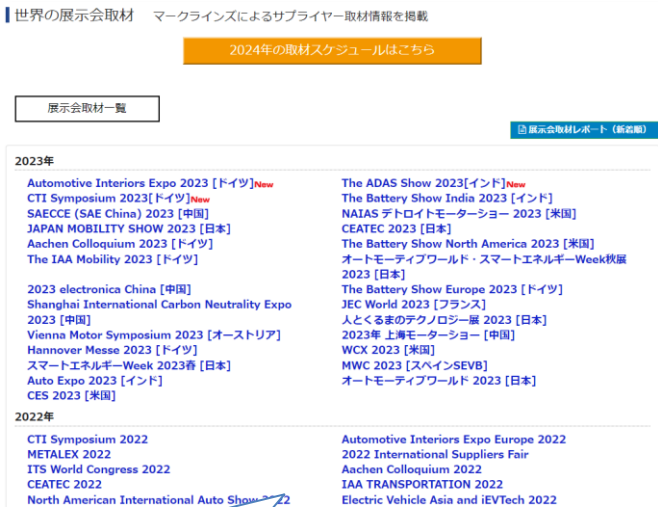 世界の展示会取材 マークラインズによるサプライヤー取材情報を掲載
2024年の取材スケジュールはこちら
展示会取材一覧
展示会取材レポート（新着順）
2023年
Automotive Interiors Expo 2023 [ドイツ]New
The ADAS Show 2023[インド]New
CTI Symposium 2023[ドイツ]New
The Battery Show India 2023 [インド]
SAECCE (SAE China) 2023 [中国]
NAIAS デトロイトモーターショー 2023 [米国]
JAPAN MOBILITY SHOW 2023 [日本]
CEATEC 2023 [日本]
Aachen Colloquium 2023 [ドイツ]
The Battery Show North America 2023 [米国]
The IAA Mobility 2023 [ドイツ]
オートモーティブワールド・スマートエネルギーWeek秋展
2023 [日本]
2023 electronica China [中国]
The Battery Show Europe 2023 [ドイツ]
Shanghai International Carbon Neutrality Expo
2023 [中国]
JEC World 2023 [フランス]
人とくるまのテクノロジー展 2023 [日本]
Vienna Motor Symposium 2023 [オーストリア]
2023年 上海モーターショー [中国]
Hannover Messe 2023 [ドイツ]
WCX 2023 [米国]
スマートエネルギーWeek 2023春 [日本]
MWC 2023 [スペインSEVB]
Auto Expo 2023 [インド]
オートモーティブワールド 2023 [日本]
CES 2023 [米国]
2022年
CTI Symposium 2022
Automotive Interiors Expo Europe 2022
METALEX 2022
2022 International Suppliers Fair
ITS World Congress 2022
Aachen Colloquium 2022
CEATEC 2022
IAA TRANSPORTATION 2022
North American International Auto Show 2022
Electric Vehicle Asia and iEVTech 2022